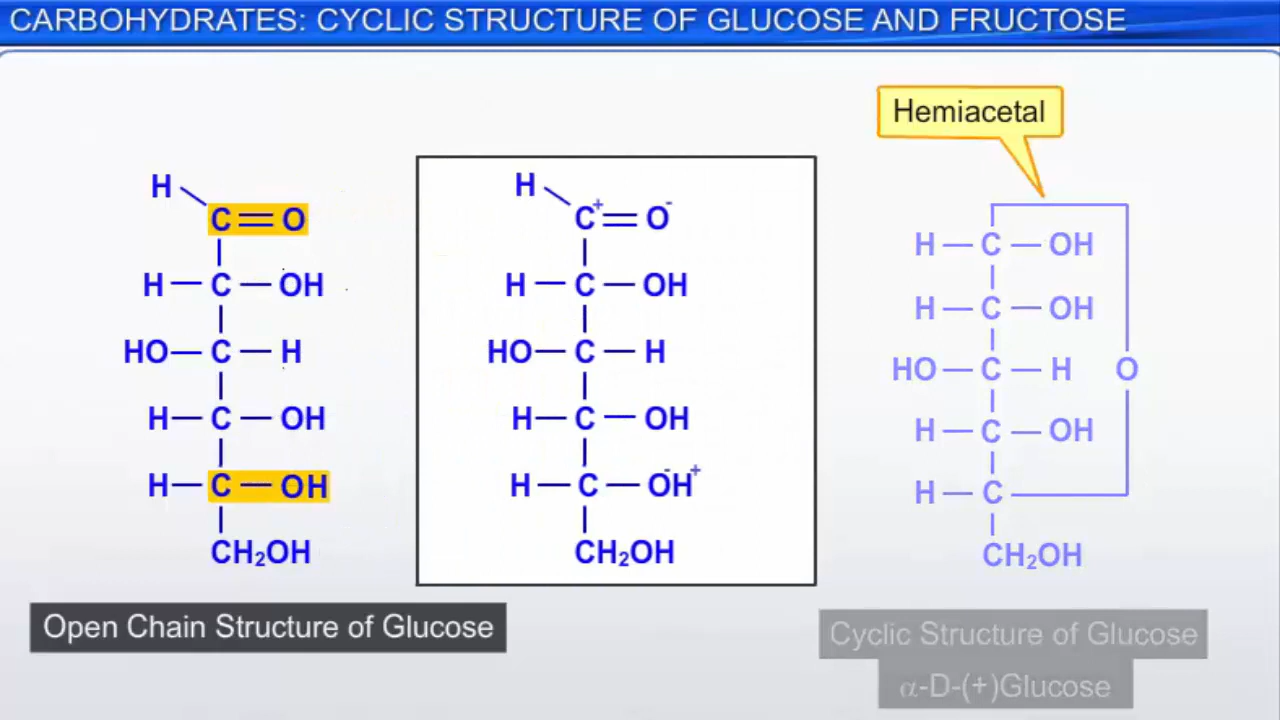 CARBOHYDRATES: CYCLIC STRUCTURE OF GLUCOSE AND FRUCTOSE
Hemiacetal
H
C=O
H—C—OH
HO—C—H
H—C—OH
H—C—OH
CH₂OH
Open Chain Structure of Glucose
H
C⁺=O⁻
H—C—OH
HO—C—H
H—C—OH
H—C—O⁻H⁺
CH₂OH
H—C—OH
H—C—OH
HO—C—H O
H—C—OH
H—C
CH₂OH
Cyclic Structure of Glucose
α-D-(+)Glucose